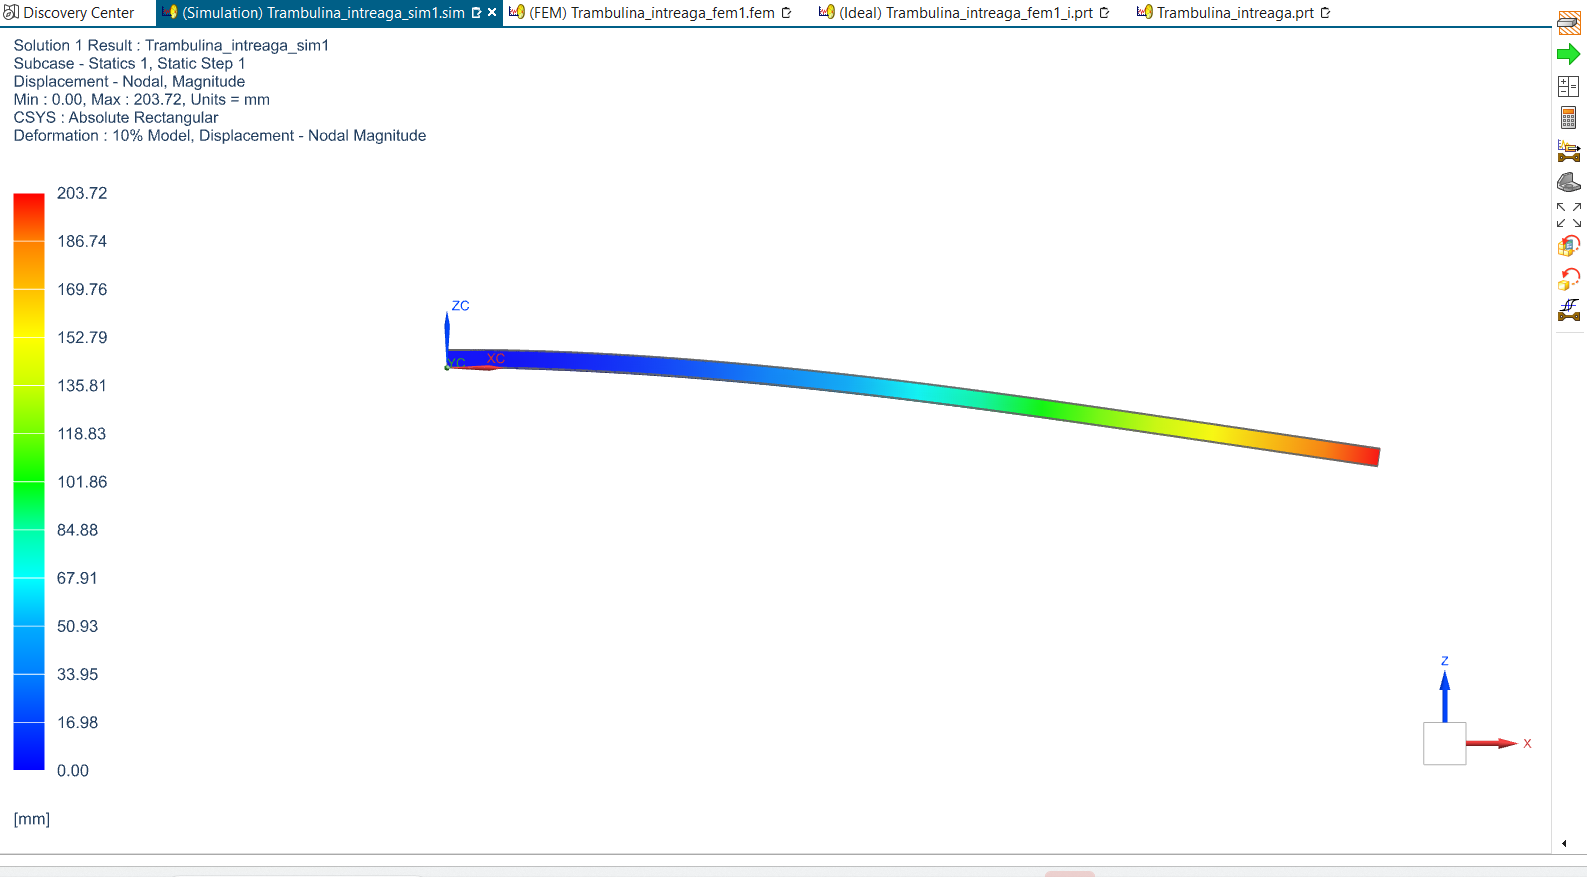 Discovery Center
(Simulation) Trambulina_intreaga_sim1.sim
(FEM) Trambulina_intreaga_fem1.fem
(Ideal) Trambulina_intreaga_fem1_i.prt
Trambulina_intreaga.prt
Solution 1 Result : Trambulina_intreaga_sim1
Subcase - Statics 1, Static Step 1
Displacement - Nodal, Magnitude
Min : 0.00, Max : 203.72, Units = mm
CSYS : Absolute Rectangular
Deformation : 10% Model, Displacement - Nodal Magnitude
203.72
186.74
169.76
152.79
135.81
118.83
101.86
84.88
67.91
50.93
33.95
16.98
0.00
[mm]
ZC
YC
XC
Z
X